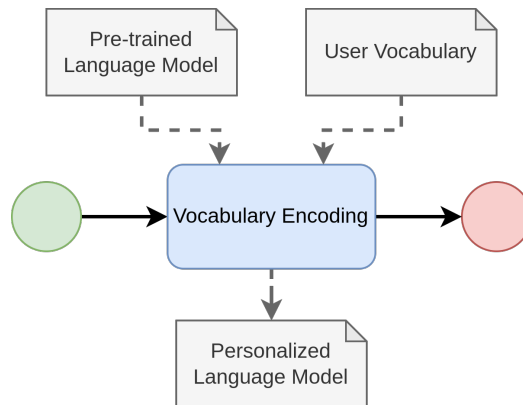 Pre-trained
Language Model
User Vocabulary
Vocabulary Encoding
Personalized
Language Model